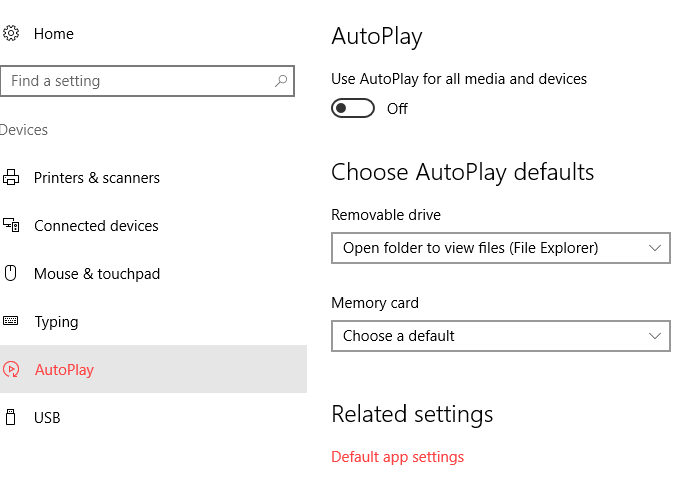 Home
Find a setting
Devices
Printers & scanners
Connected devices
Mouse & touchpad
Typing
AutoPlay
USB
AutoPlay
Use AutoPlay for all media and devices
Off
Choose AutoPlay defaults
Removable drive
Open folder to view files (File Explorer)
Memory card
Choose a default
Related settings
Default app settings